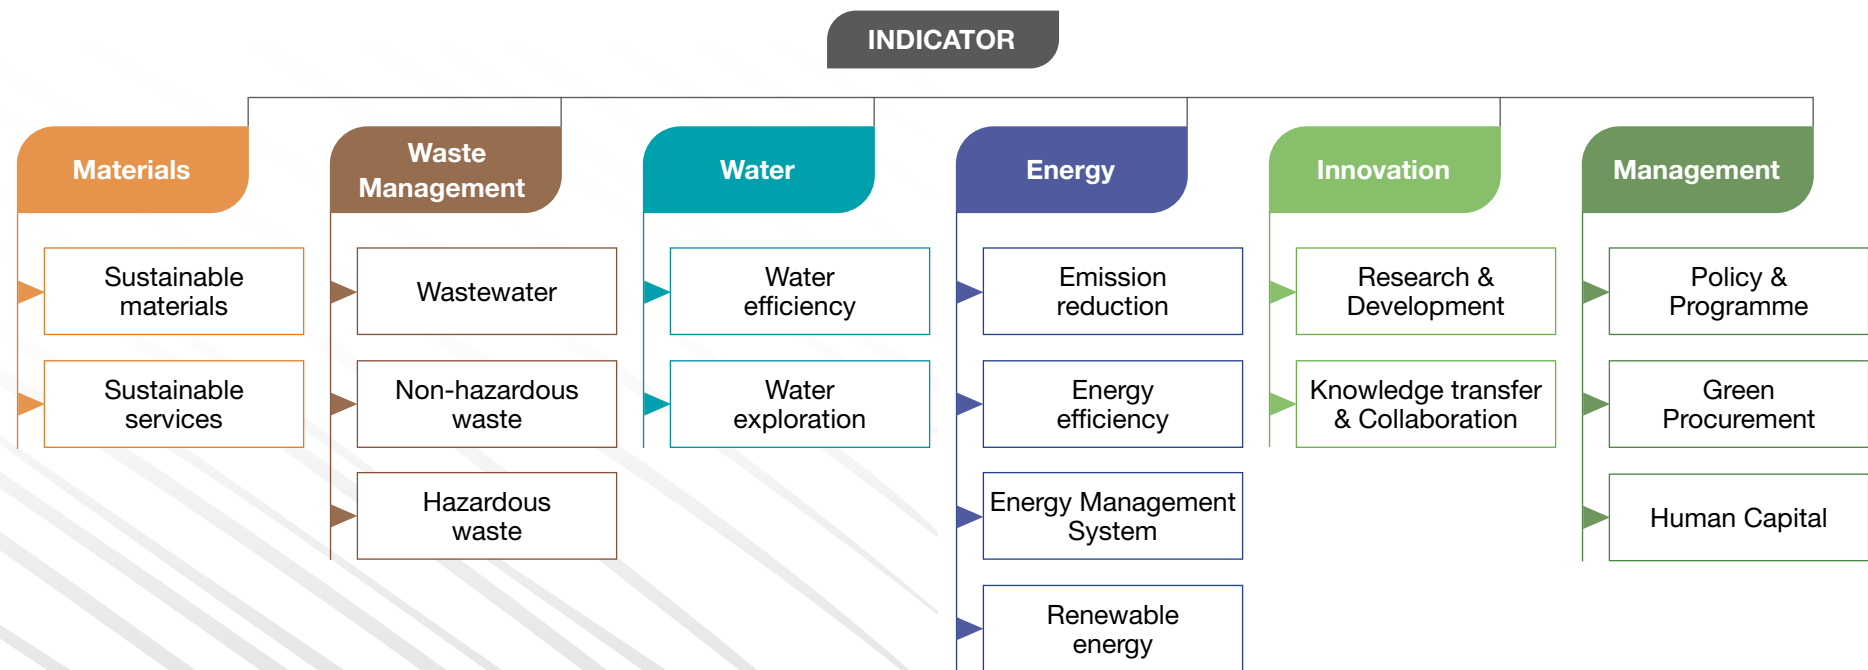 INDICATOR
Materials
Sustainable
materials
Sustainable
services
Waste
Management
Wastewater
Non-hazardous
waste
Hazardous
waste
Water
Water
efficiency
Water
exploration
Energy
Emission
reduction
Energy
efficiency
Energy Management
System
Renewable
energy
Innovation
Research &
Development
Knowledge transfer
& Collaboration
Management
Policy &
Programme
Green
Procurement
Human Capital